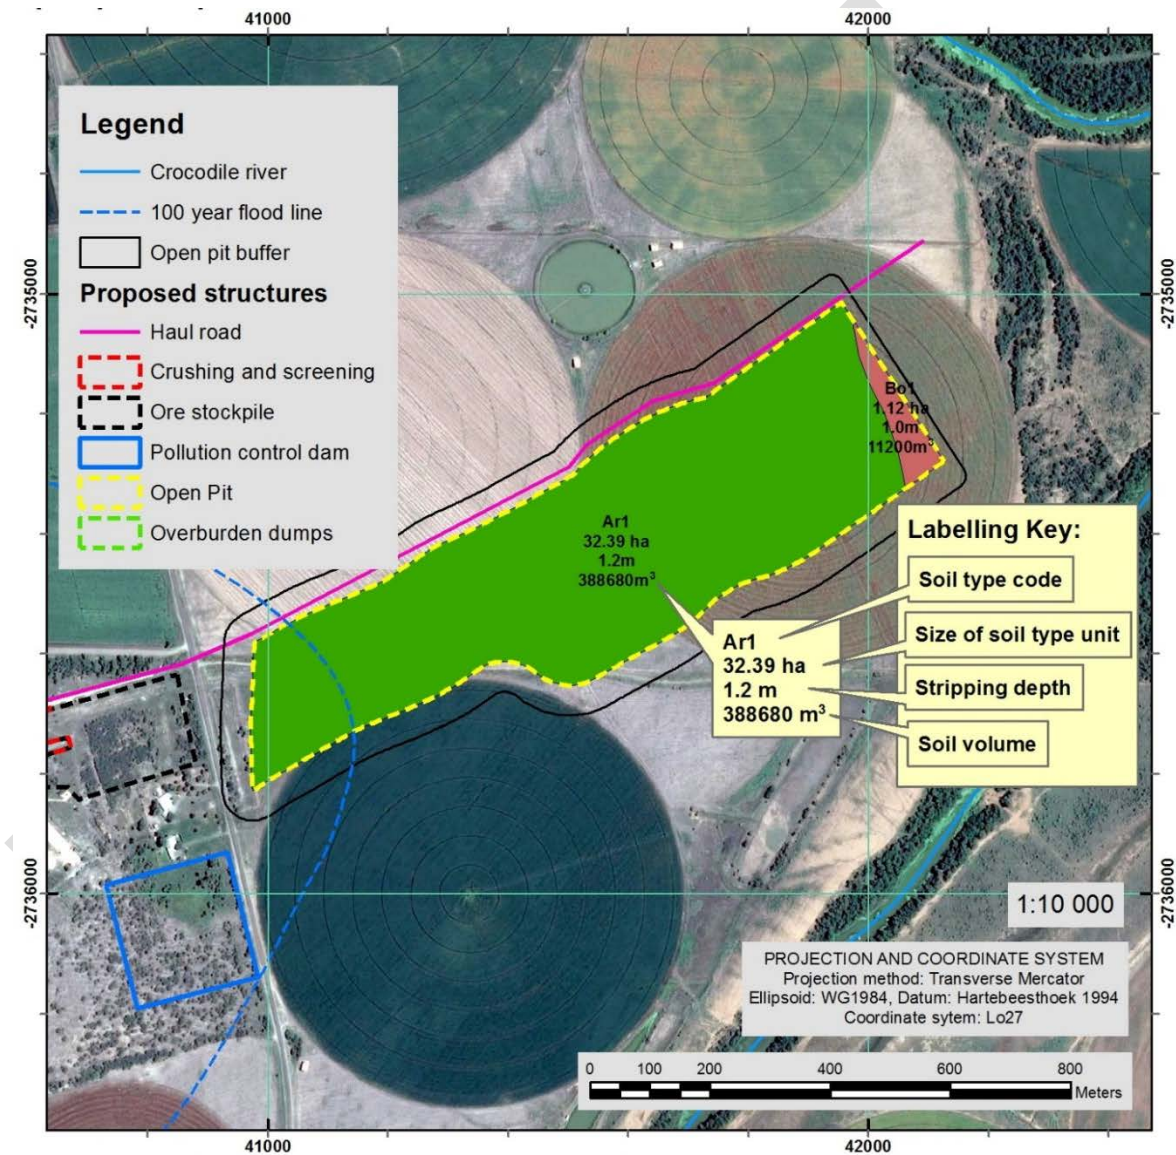 41000
42000
Legend
Crocodile river
100 year flood line
Open pit buffer
Proposed structures
Haul road
Crushing and screening
Ore stockpile
Pollution control dam
Open Pit
Overburden dumps
-2735000
-2735000
Bo1
1.12 ha
1.0m
11200m³
Ar1
32.39 ha
1.2m
388680m³
Labelling Key:
Soil type code
Size of soil type unit
Stripping depth
Soil volume
Ar1
32.39 ha
1.2 m
388680 m³
-2736000
-2736000
1:10 000
PROJECTION AND COORDINATE SYSTEM
Projection method: Transverse Mercator
Ellipsoid: WG1984, Datum: Hartebeesthoek 1994
Coordinate sytem: Lo27
0 100 200 400 600 800
Meters
41000
42000